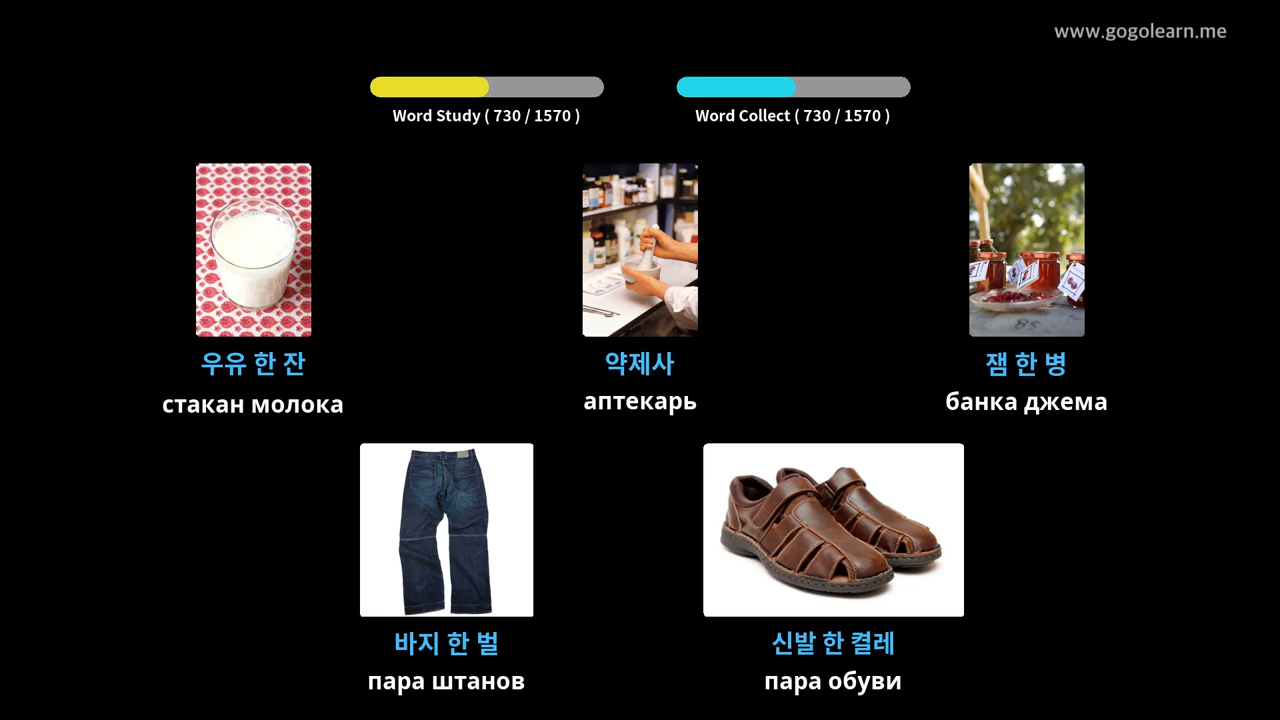 www.gogolearn.me
Word Study ( 730 / 1570 )
Word Collect ( 730 / 1570 )
우유 한 잔
стакан молока
약제사
аптекарь
잼 한 병
банка джема
바지 한 벌
пара штанов
신발 한 켤레
пара обуви